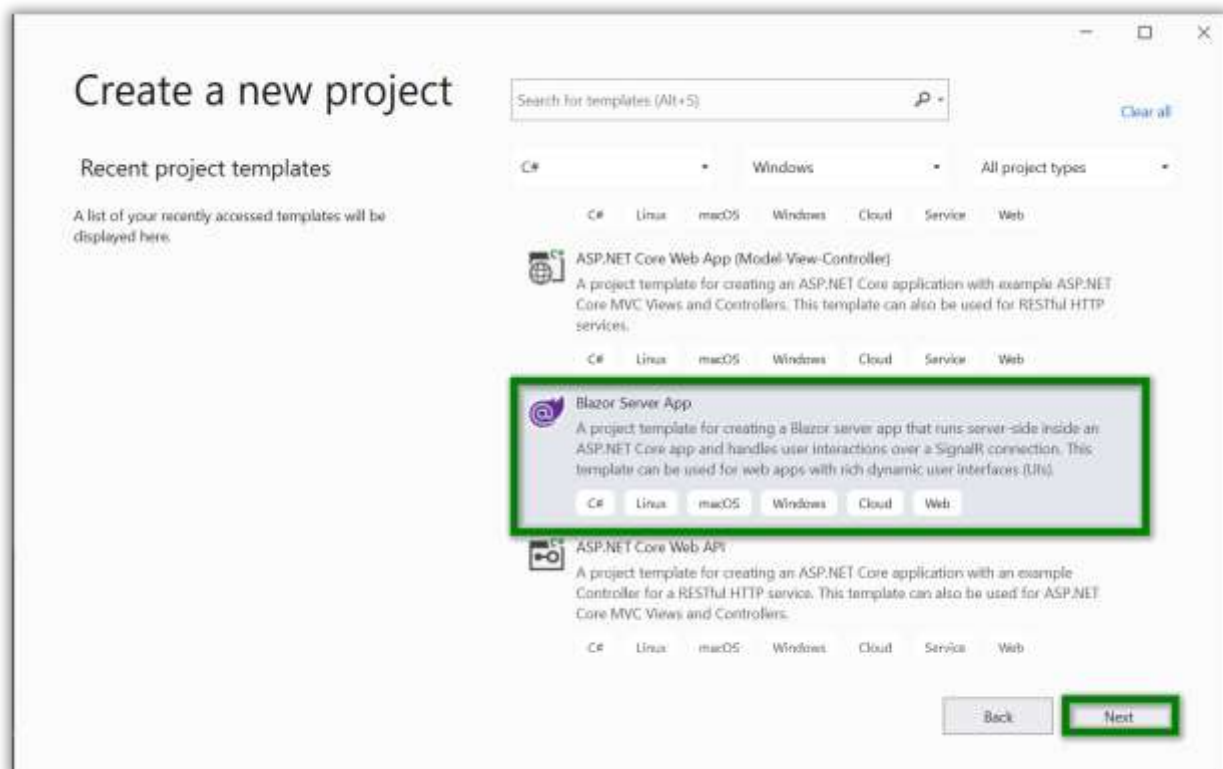 Create a new project
Search for templates (Alt+S)
Clear all
Recent project templates
C#
Windows
All project types
A list of your recently accessed templates will be
displayed here.
C# Linux macOS Windows Cloud Service Web
C#
ASP.NET Core Web App (Model-View-Controller)
A project template for creating an ASP.NET Core application with example ASP.NET
Core MVC Views and Controllers. This template can also be used for RESTful HTTP
services.
C# Linux macOS Windows Cloud Service Web
Blazor Server App
A project template for creating a Blazor server app that runs server-side inside an
ASP.NET Core app and handles user interactions over a SignalR connection. This
template can be used for web apps with rich dynamic user interfaces (UIs).
C# Linux macOS Windows Cloud Web
C#
ASP.NET Core Web API
A project template for creating an ASP.NET Core application with an example
Controller for a RESTful HTTP service. This template can also be used for ASP.NET
Core MVC Views and Controllers.
C# Linux macOS Windows Cloud Service Web
Back
Next